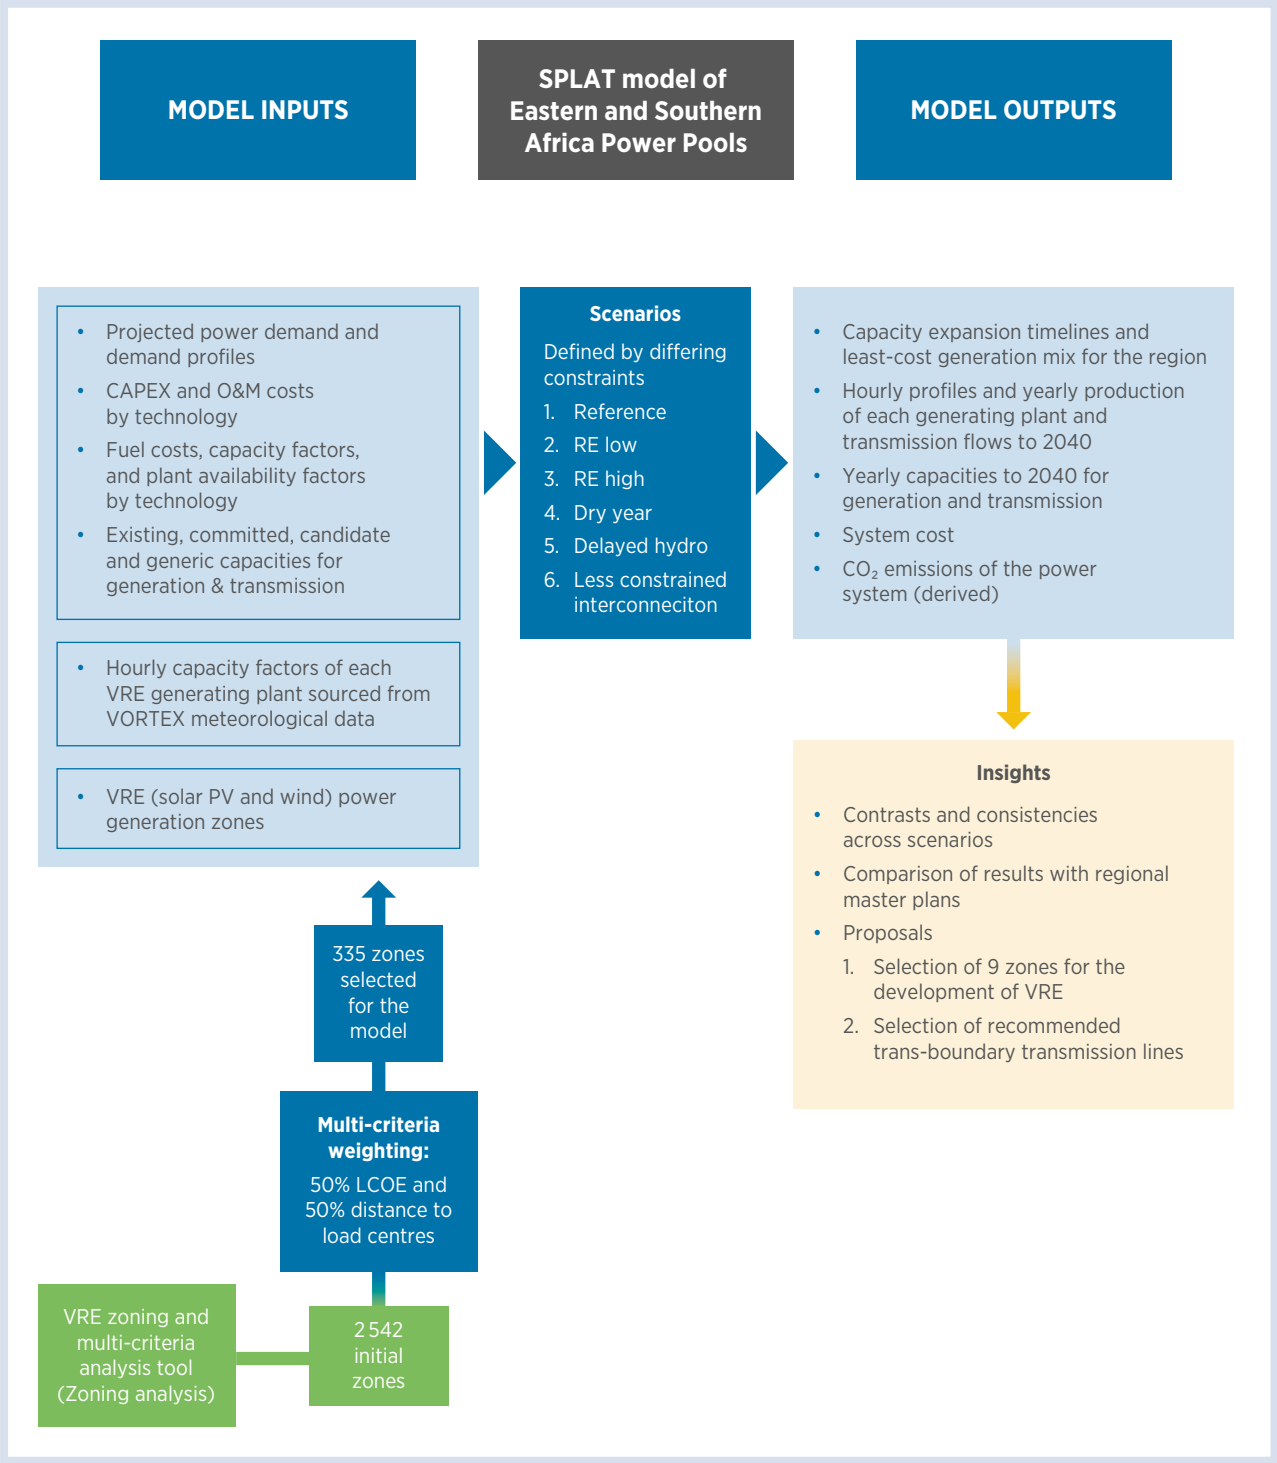 MODEL INPUTS
SPLAT model of
Eastern and Southern
Africa Power Pools
MODEL OUTPUTS
• Projected power demand and
demand profiles
• CAPEX and O&M costs
by technology
• Fuel costs, capacity factors,
and plant availability factors
by technology
• Existing, committed, candidate
and generic capacities for
generation & transmission
• Hourly capacity factors of each
VRE generating plant sourced from
VORTEX meteorological data
• VRE (solar PV and wind) power
generation zones
335 zones
selected
for the
model
Multi-criteria
weighting:
50% LCOE and
50% distance to
load centres
VRE zoning and
multi-criteria
analysis tool
(Zoning analysis)
2 542
initial
zones
Scenarios
Defined by differing
constraints
1. Reference
2. RE low
3. RE high
4. Dry year
5. Delayed hydro
6. Less constrained
interconneciton
• Capacity expansion timelines and
least-cost generation mix for the region
• Hourly profiles and yearly production
of each generating plant and
transmission flows to 2040
• Yearly capacities to 2040 for
generation and transmission
• System cost
• CO₂ emissions of the power
system (derived)
Insights
• Contrasts and consistencies
across scenarios
• Comparison of results with regional
master plans
• Proposals
1. Selection of 9 zones for the
development of VRE
2. Selection of recommended
trans-boundary transmission lines